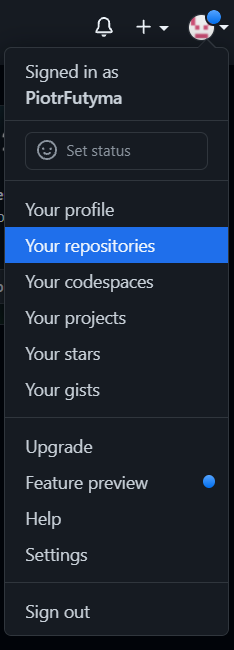 Signed in as
PiotrFutyma
Set status
Your profile
Your repositories
Your codespaces
Your projects
Your stars
Your gists
Upgrade
Feature preview
Help
Settings
Sign out